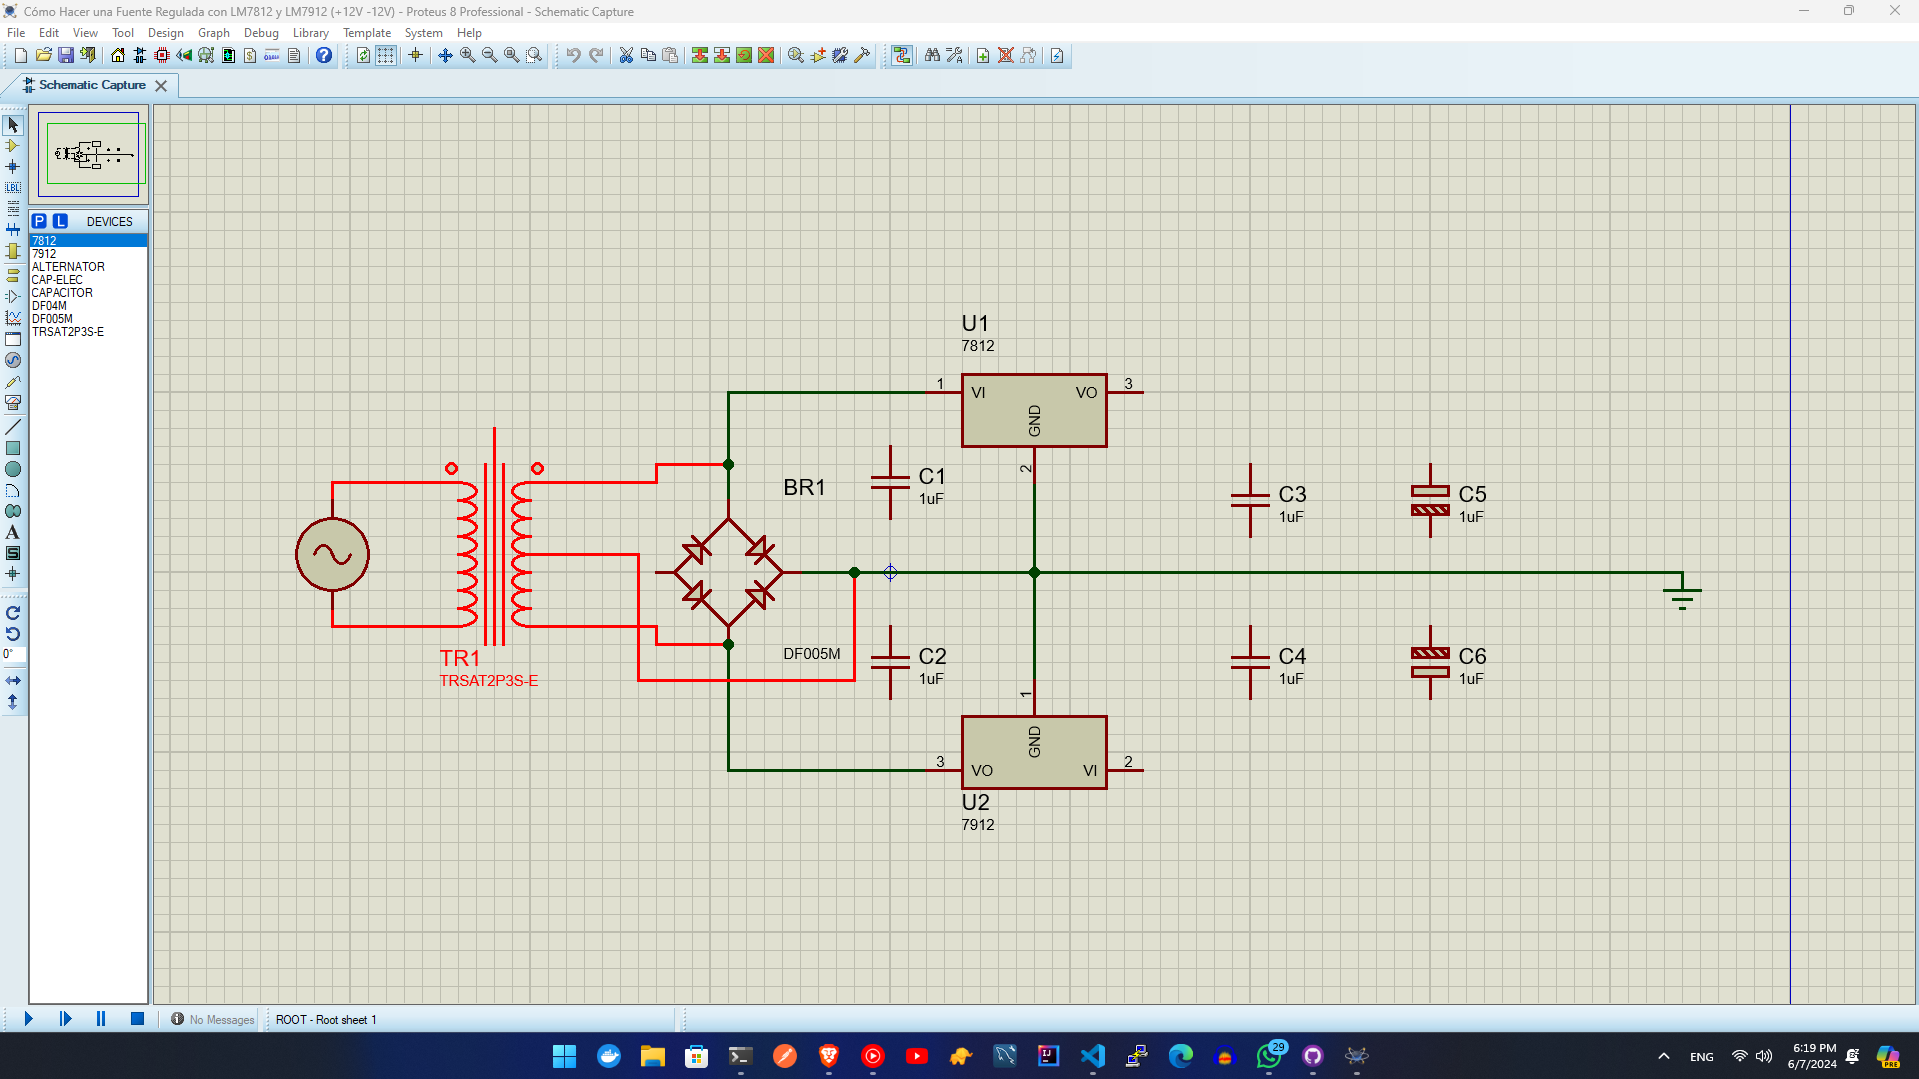 Cómo Hacer una Fuente Regulada con LM7812 y LM7912 (+12V -12V) - Proteus 8 Professional - Schematic Capture
File Edit View Tool Design Graph Debug Library Template System Help
Schematic Capture
LBL
P L DEVICES
7812
7912
ALTERNATOR
CAP-ELEC
CAPACITOR
DF04M
DF005M
TRSAT2P3S-E
A
S
0°
U1
7812
1 VI VO 3
GND
2
BR1
C1
1uF
C3
1uF
C5
1uF
TR1
TRSAT2P3S-E
DF005M
C2
1uF
C4
1uF
C6
1uF
1
GND
3 VO VI 2
U2
7912
No Messages
ROOT - Root sheet 1
29
ENG
6:19 PM
6/7/2024
PRE